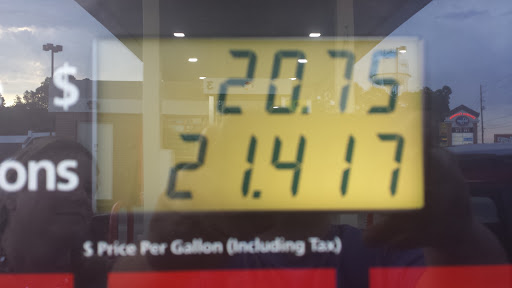 $ 20.75
ons 21.417
$ Price Per Gallon (Including Tax)